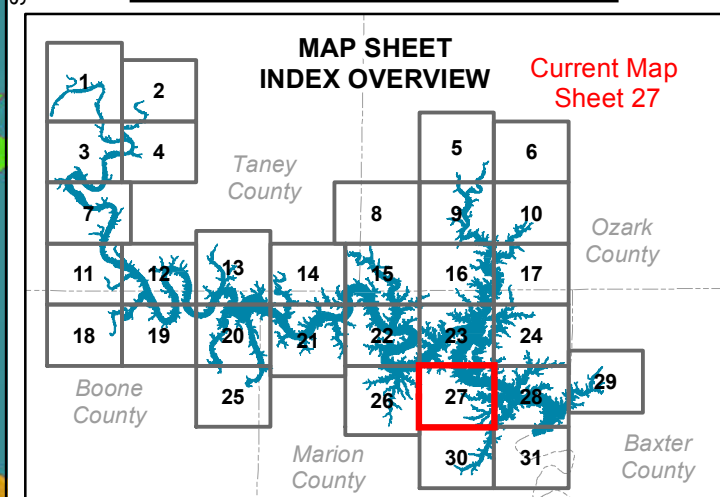 MAP SHEET
INDEX OVERVIEW
Current Map
Sheet 27
1
2
3
4
5
6
Taney
County
7
8
9
10
Ozark
County
11
12
13
14
15
16
17
18
19
20
21
22
23
24
Boone
County
25
26
27
28
29
Marion
County
30
31
Baxter
County